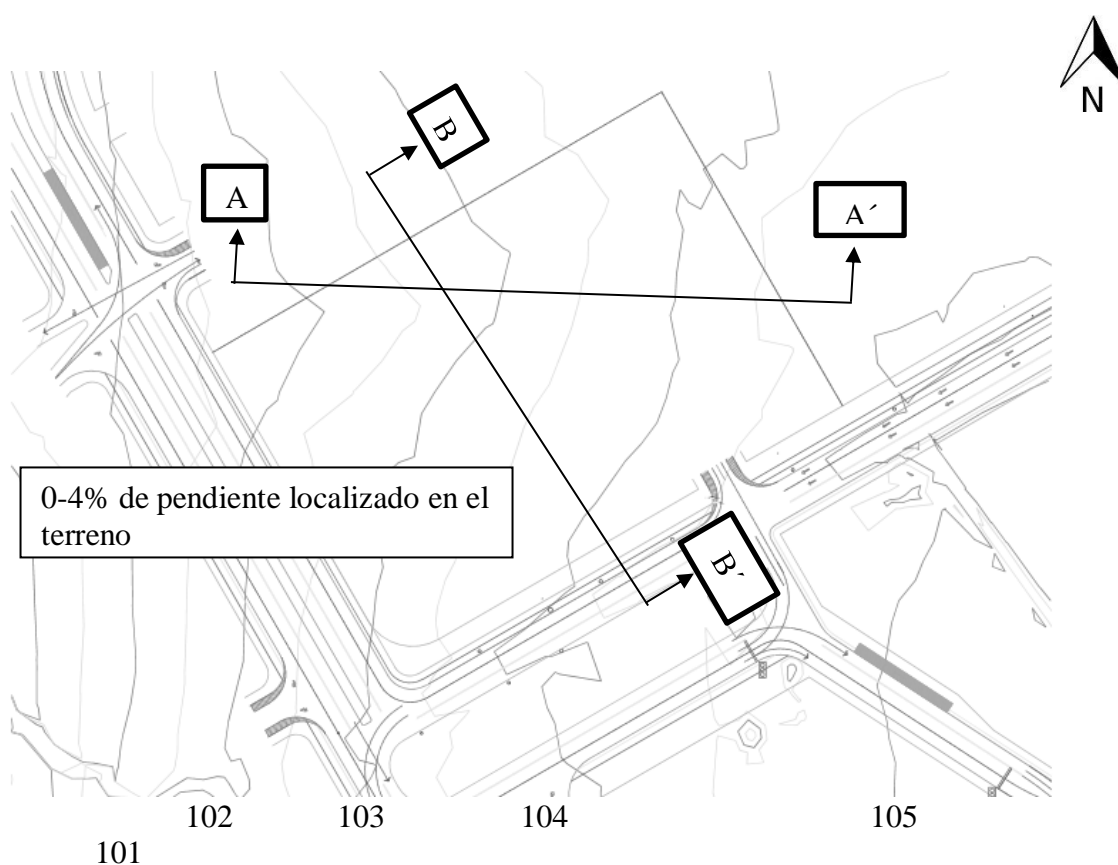 N
B
A
A´
0-4% de pendiente localizado en el
terreno
B´
102 103 104 105
101